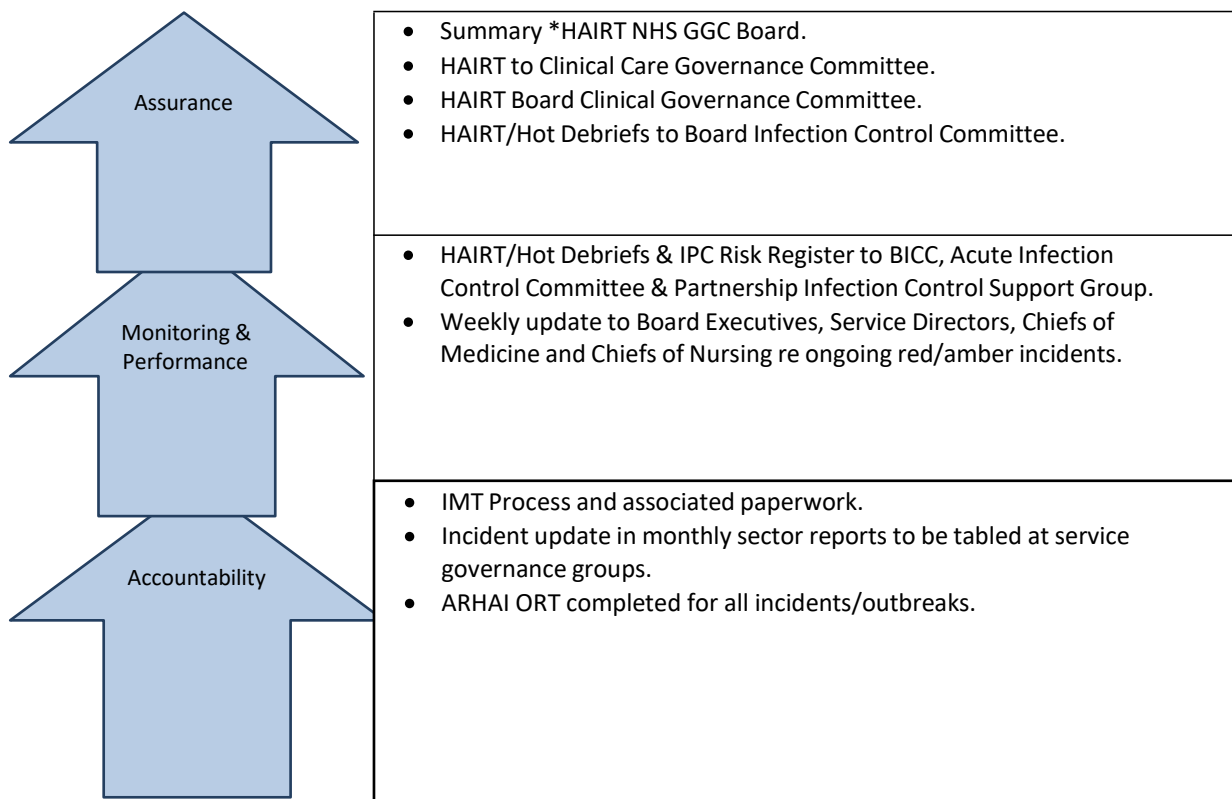 Assurance
• Summary *HAIRT NHS GGC Board.
• HAIRT to Clinical Care Governance Committee.
• HAIRT Board Clinical Governance Committee.
• HAIRT/Hot Debriefs to Board Infection Control Committee.
Monitoring &
Performance
• HAIRT/Hot Debriefs & IPC Risk Register to BICC, Acute Infection
Control Committee & Partnership Infection Control Support Group.
• Weekly update to Board Executives, Service Directors, Chiefs of
Medicine and Chiefs of Nursing re ongoing red/amber incidents.
Accountability
• IMT Process and associated paperwork.
• Incident update in monthly sector reports to be tabled at service
governance groups.
• ARHAI ORT completed for all incidents/outbreaks.